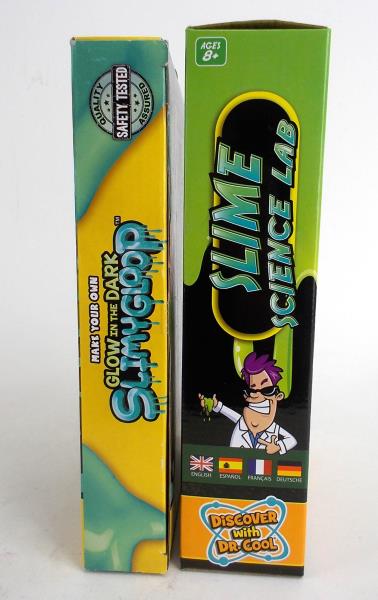 QUALITY
SAFETY TESTED
ASSURED
MAKE YOUR OWN
GLOW IN THE DARK
SLIMYGLOOP™
AGES
8+
SLIME
SCIENCE LAB
ENGLISH ESPAÑOL FRANÇAIS DEUTSCHE
DISCOVER
with
DR. COOL